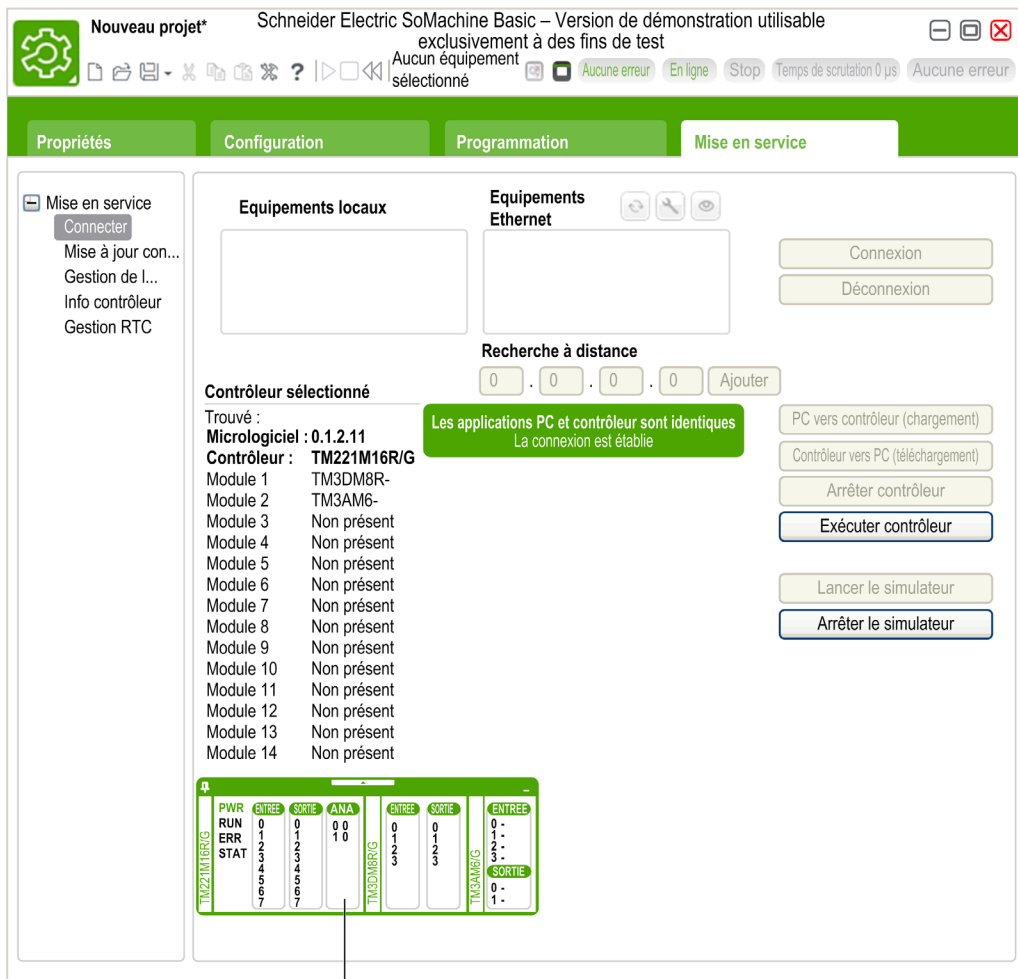 Nouveau projet*
Schneider Electric SoMachine Basic – Version de démonstration utilisable
exclusivement à des fins de test
Aucun équipement
sélectionné
Aucune erreur
En ligne
Stop
Temps de scrutation 0 µs
Aucune erreur
Propriétés
Configuration
Programmation
Mise en service
Mise en service
Connecter
Mise à jour con...
Gestion de l...
Info contrôleur
Gestion RTC
Equipements locaux
Equipements
Ethernet
Connexion
Déconnexion
Recherche à distance
0 . 0 . 0 . 0 Ajouter
Contrôleur sélectionné
Trouvé :
Micrologiciel : 0.1.2.11
Contrôleur : TM221M16R/G
Module 1 TM3DM8R-
Module 2 TM3AM6-
Module 3 Non présent
Module 4 Non présent
Module 5 Non présent
Module 6 Non présent
Module 7 Non présent
Module 8 Non présent
Module 9 Non présent
Module 10 Non présent
Module 11 Non présent
Module 12 Non présent
Module 13 Non présent
Module 14 Non présent
Les applications PC et contrôleur sont identiques
La connexion est établie
PC vers contrôleur (chargement)
Contrôleur vers PC (téléchargement)
Arrêter contrôleur
Exécuter contrôleur
Lancer le simulateur
Arrêter le simulateur
TM221M16R/G
PWR
RUN
ERR
STAT
ENTREE
0
1
2
3
4
5
6
7
SORTIE
0
1
2
3
4
5
6
7
ANA
0 0
1 0
TM3DM8R/G
ENTREE
0
1
2
3
SORTIE
0
1
2
3
TM3AM6/G
ENTREE
0 -
1 -
2 -
3 -
SORTIE
0 -
1 -